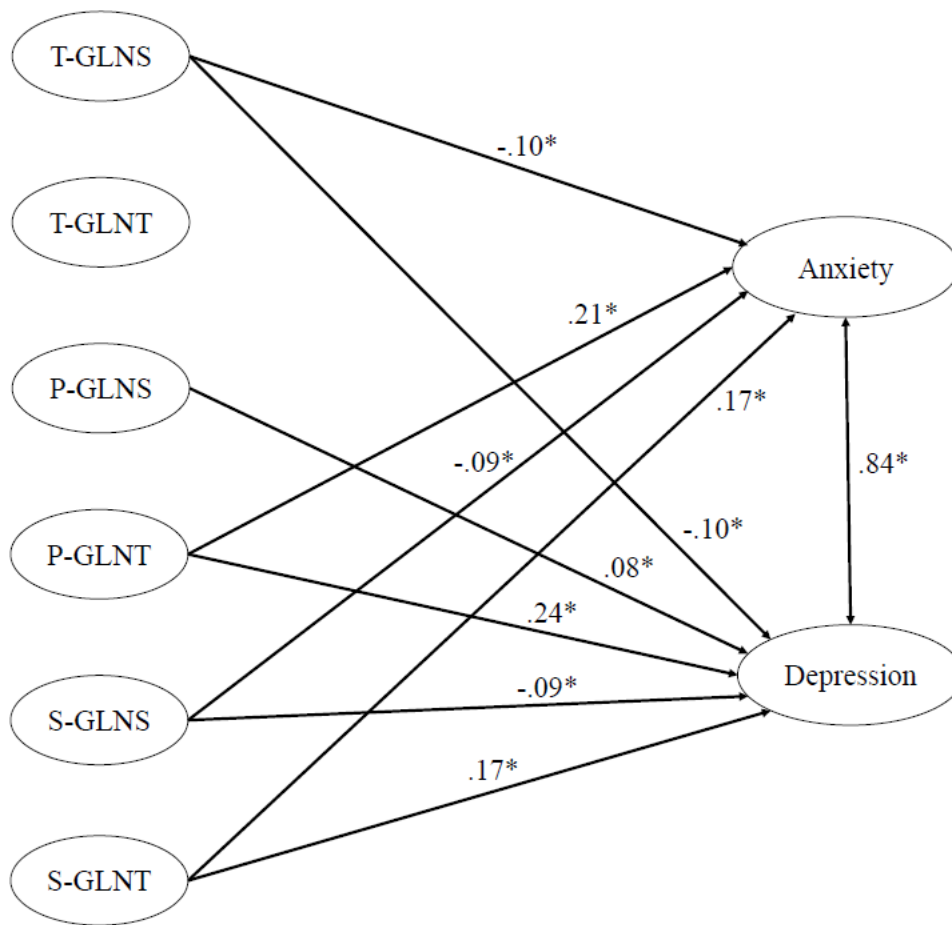 T-GLNS
-.10*
T-GLNT
Anxiety
.21*
P-GLNS
.17*
-.09*
.84*
-.10*
P-GLNT
.08*
.24*
Depression
-.09*
S-GLNS
.17*
S-GLNT